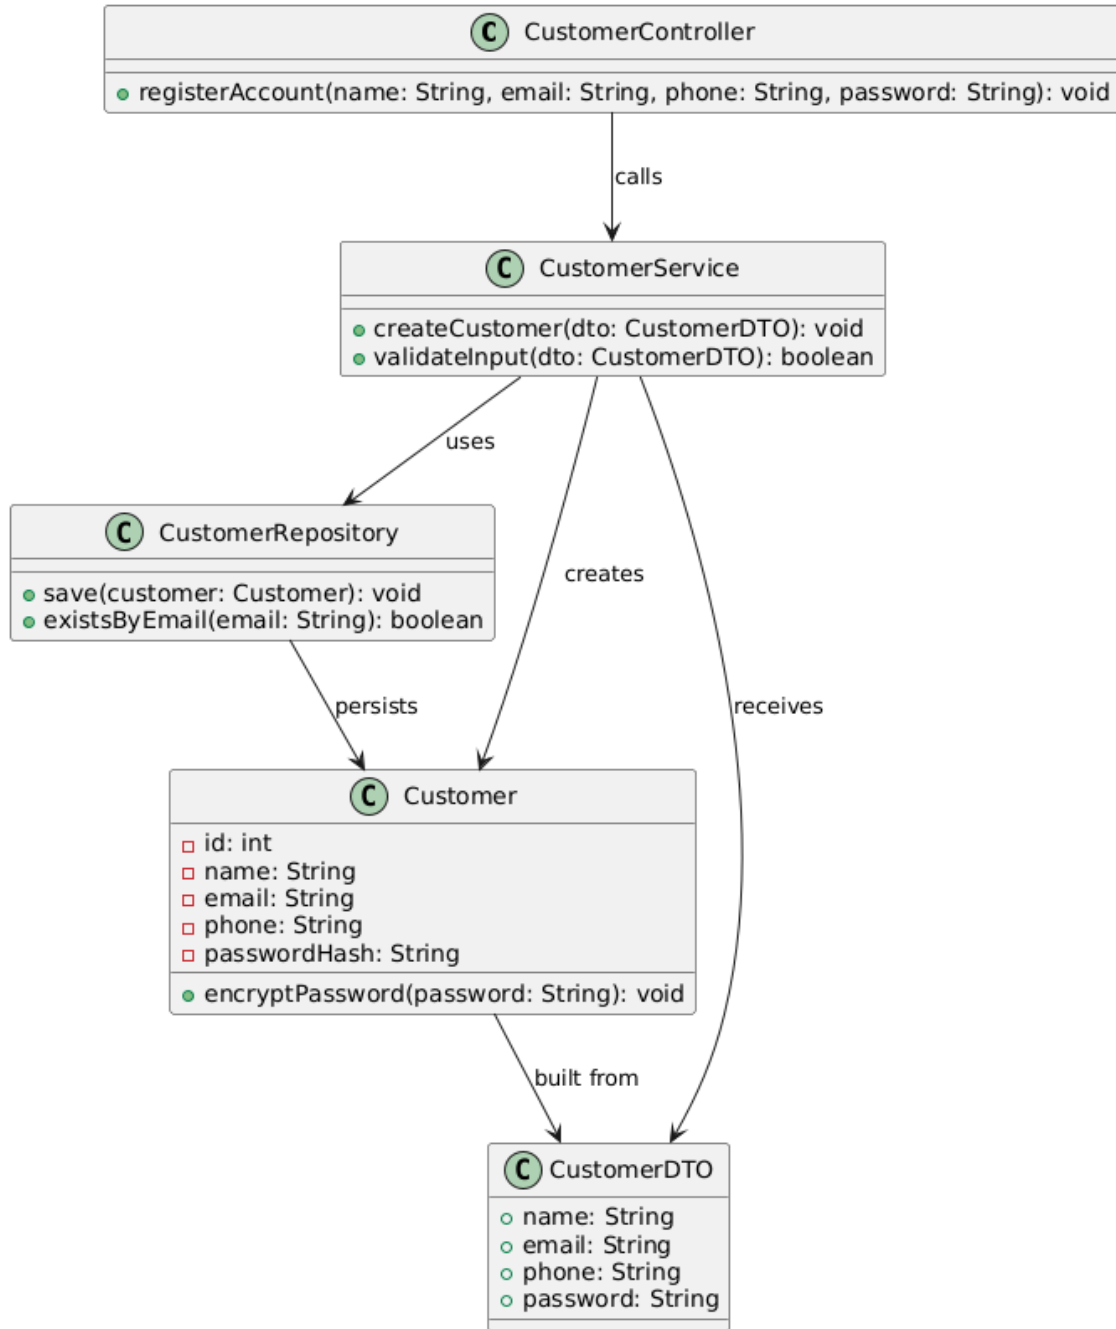 C CustomerController
registerAccount(name: String, email: String, phone: String, password: String): void
calls
C CustomerService
createCustomer(dto: CustomerDTO): void
validateInput(dto: CustomerDTO): boolean
uses
C CustomerRepository
save(customer: Customer): void
existsByEmail(email: String): boolean
creates
persists
receives
C Customer
id: int
name: String
email: String
phone: String
passwordHash: String
encryptPassword(password: String): void
built from
C CustomerDTO
name: String
email: String
phone: String
password: String